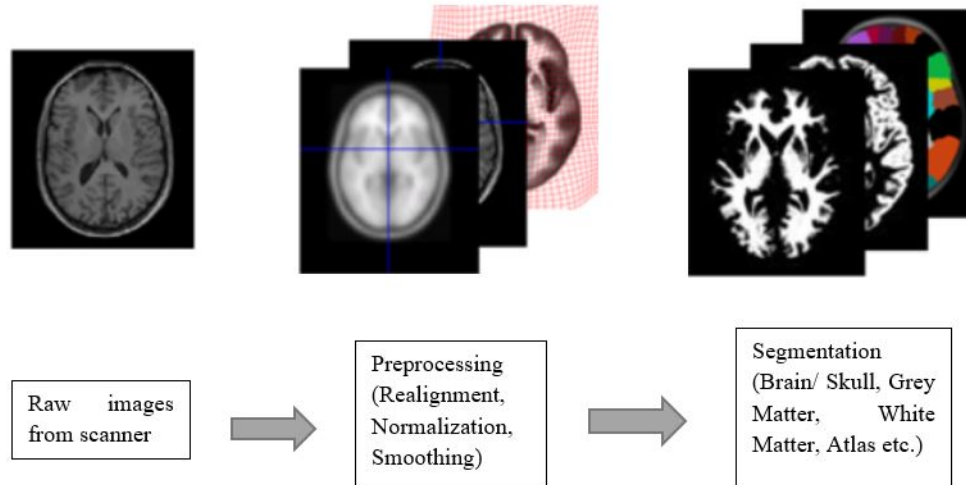 Raw images
from scanner
Preprocessing
(Realignment,
Normalization,
Smoothing)
Segmentation
(Brain/ Skull, Grey
Matter, White
Matter, Atlas etc.)